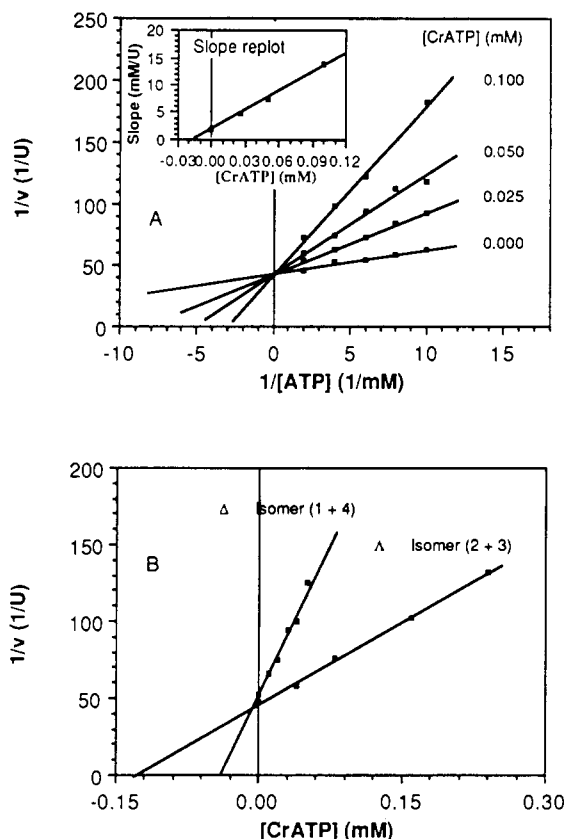 250
200
150
100
50
0
1/v (1/U)
-10
-5
0
5
10
15
1/[ATP] (1/mM)
A
[CrATP] (mM)
0.100
0.050
0.025
0.000
Slope replot
20
15
10
5
0
Slope (mM/U)
-0.03 0.00 0.03 0.06 0.09 0.12
[CrATP] (mM)
200
150
100
50
0
1/v (1/U)
-0.15
0.00
0.15
0.30
[CrATP] (mM)
B
Δ Isomer (1 + 4)
Λ Isomer (2 + 3)